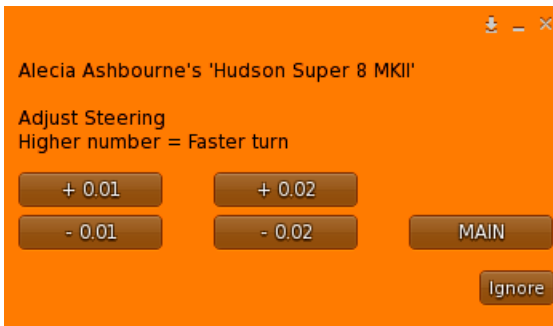 Alecia Ashbourne's 'Hudson Super 8 MKII'
Adjust Steering
Higher number = Faster turn
+ 0.01 + 0.02
- 0.01 - 0.02 MAIN
Ignore